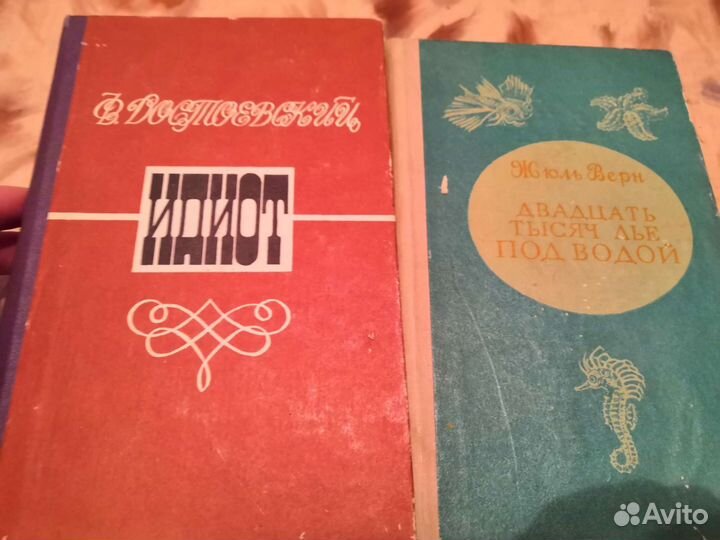 Ф. Достоевский
ИДИОТ
Жюль Верн
ДВАДЦАТЬ
ТЫСЯЧ ЛЬЕ
ПОД ВОДОЙ
Avito